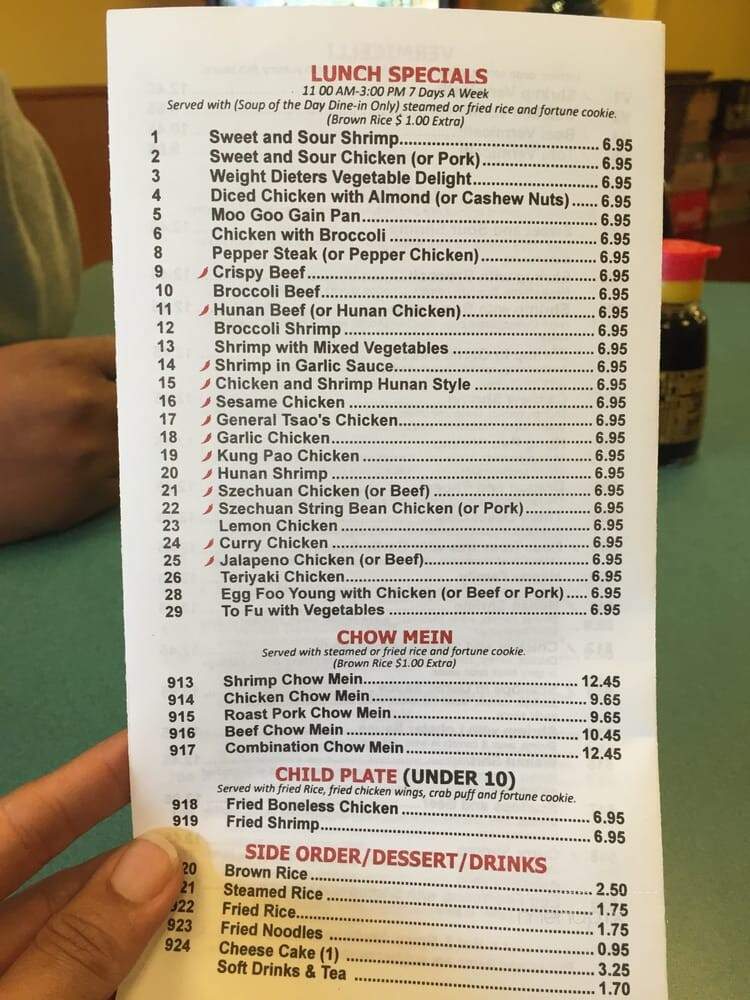 LUNCH SPECIALS
11 00 AM-3:00 PM 7 Days A Week
Served with (Soup of the Day Dine-in Only) steamed or fried rice and fortune cookie.
(Brown Rice $ 1.00 Extra)
1 Sweet and Sour Shrimp 6.95
2 Sweet and Sour Chicken (or Pork) 6.95
3 Weight Dieters Vegetable Delight 6.95
4 Diced Chicken with Almond (or Cashew Nuts) 6.95
5 Moo Goo Gain Pan 6.95
6 Chicken with Broccoli 6.95
8 Pepper Steak (or Pepper Chicken) 6.95
9 Crispy Beef 6.95
10 Broccoli Beef 6.95
11 Hunan Beef (or Hunan Chicken) 6.95
12 Broccoli Shrimp 6.95
13 Shrimp with Mixed Vegetables 6.95
14 Shrimp in Garlic Sauce 6.95
15 Chicken and Shrimp Hunan Style 6.95
16 Sesame Chicken 6.95
17 General Tsao's Chicken 6.95
18 Garlic Chicken 6.95
19 Kung Pao Chicken 6.95
20 Hunan Shrimp 6.95
21 Szechuan Chicken (or Beef) 6.95
22 Szechuan String Bean Chicken (or Pork) 6.95
23 Lemon Chicken 6.95
24 Curry Chicken 6.95
25 Jalapeno Chicken (or Beef) 6.95
26 Teriyaki Chicken 6.95
28 Egg Foo Young with Chicken (or Beef or Pork) 6.95
29 To Fu with Vegetables 6.95
CHOW MEIN
Served with steamed or fried rice and fortune cookie.
(Brown Rice $1.00 Extra)
913 Shrimp Chow Mein 12.45
914 Chicken Chow Mein 9.65
915 Roast Pork Chow Mein 9.65
916 Beef Chow Mein 10.45
917 Combination Chow Mein 12.45
CHILD PLATE (UNDER 10)
Served with fried Rice, fried chicken wings, crab puff and fortune cookie.
918 Fried Boneless Chicken 6.95
919 Fried Shrimp 6.95
SIDE ORDER/DESSERT/DRINKS
20 Brown Rice 2.50
21 Steamed Rice 1.75
922 Fried Rice 1.75
923 Fried Noodles 0.95
924 Cheese Cake (1) 3.25
Soft Drinks & Tea 1.70